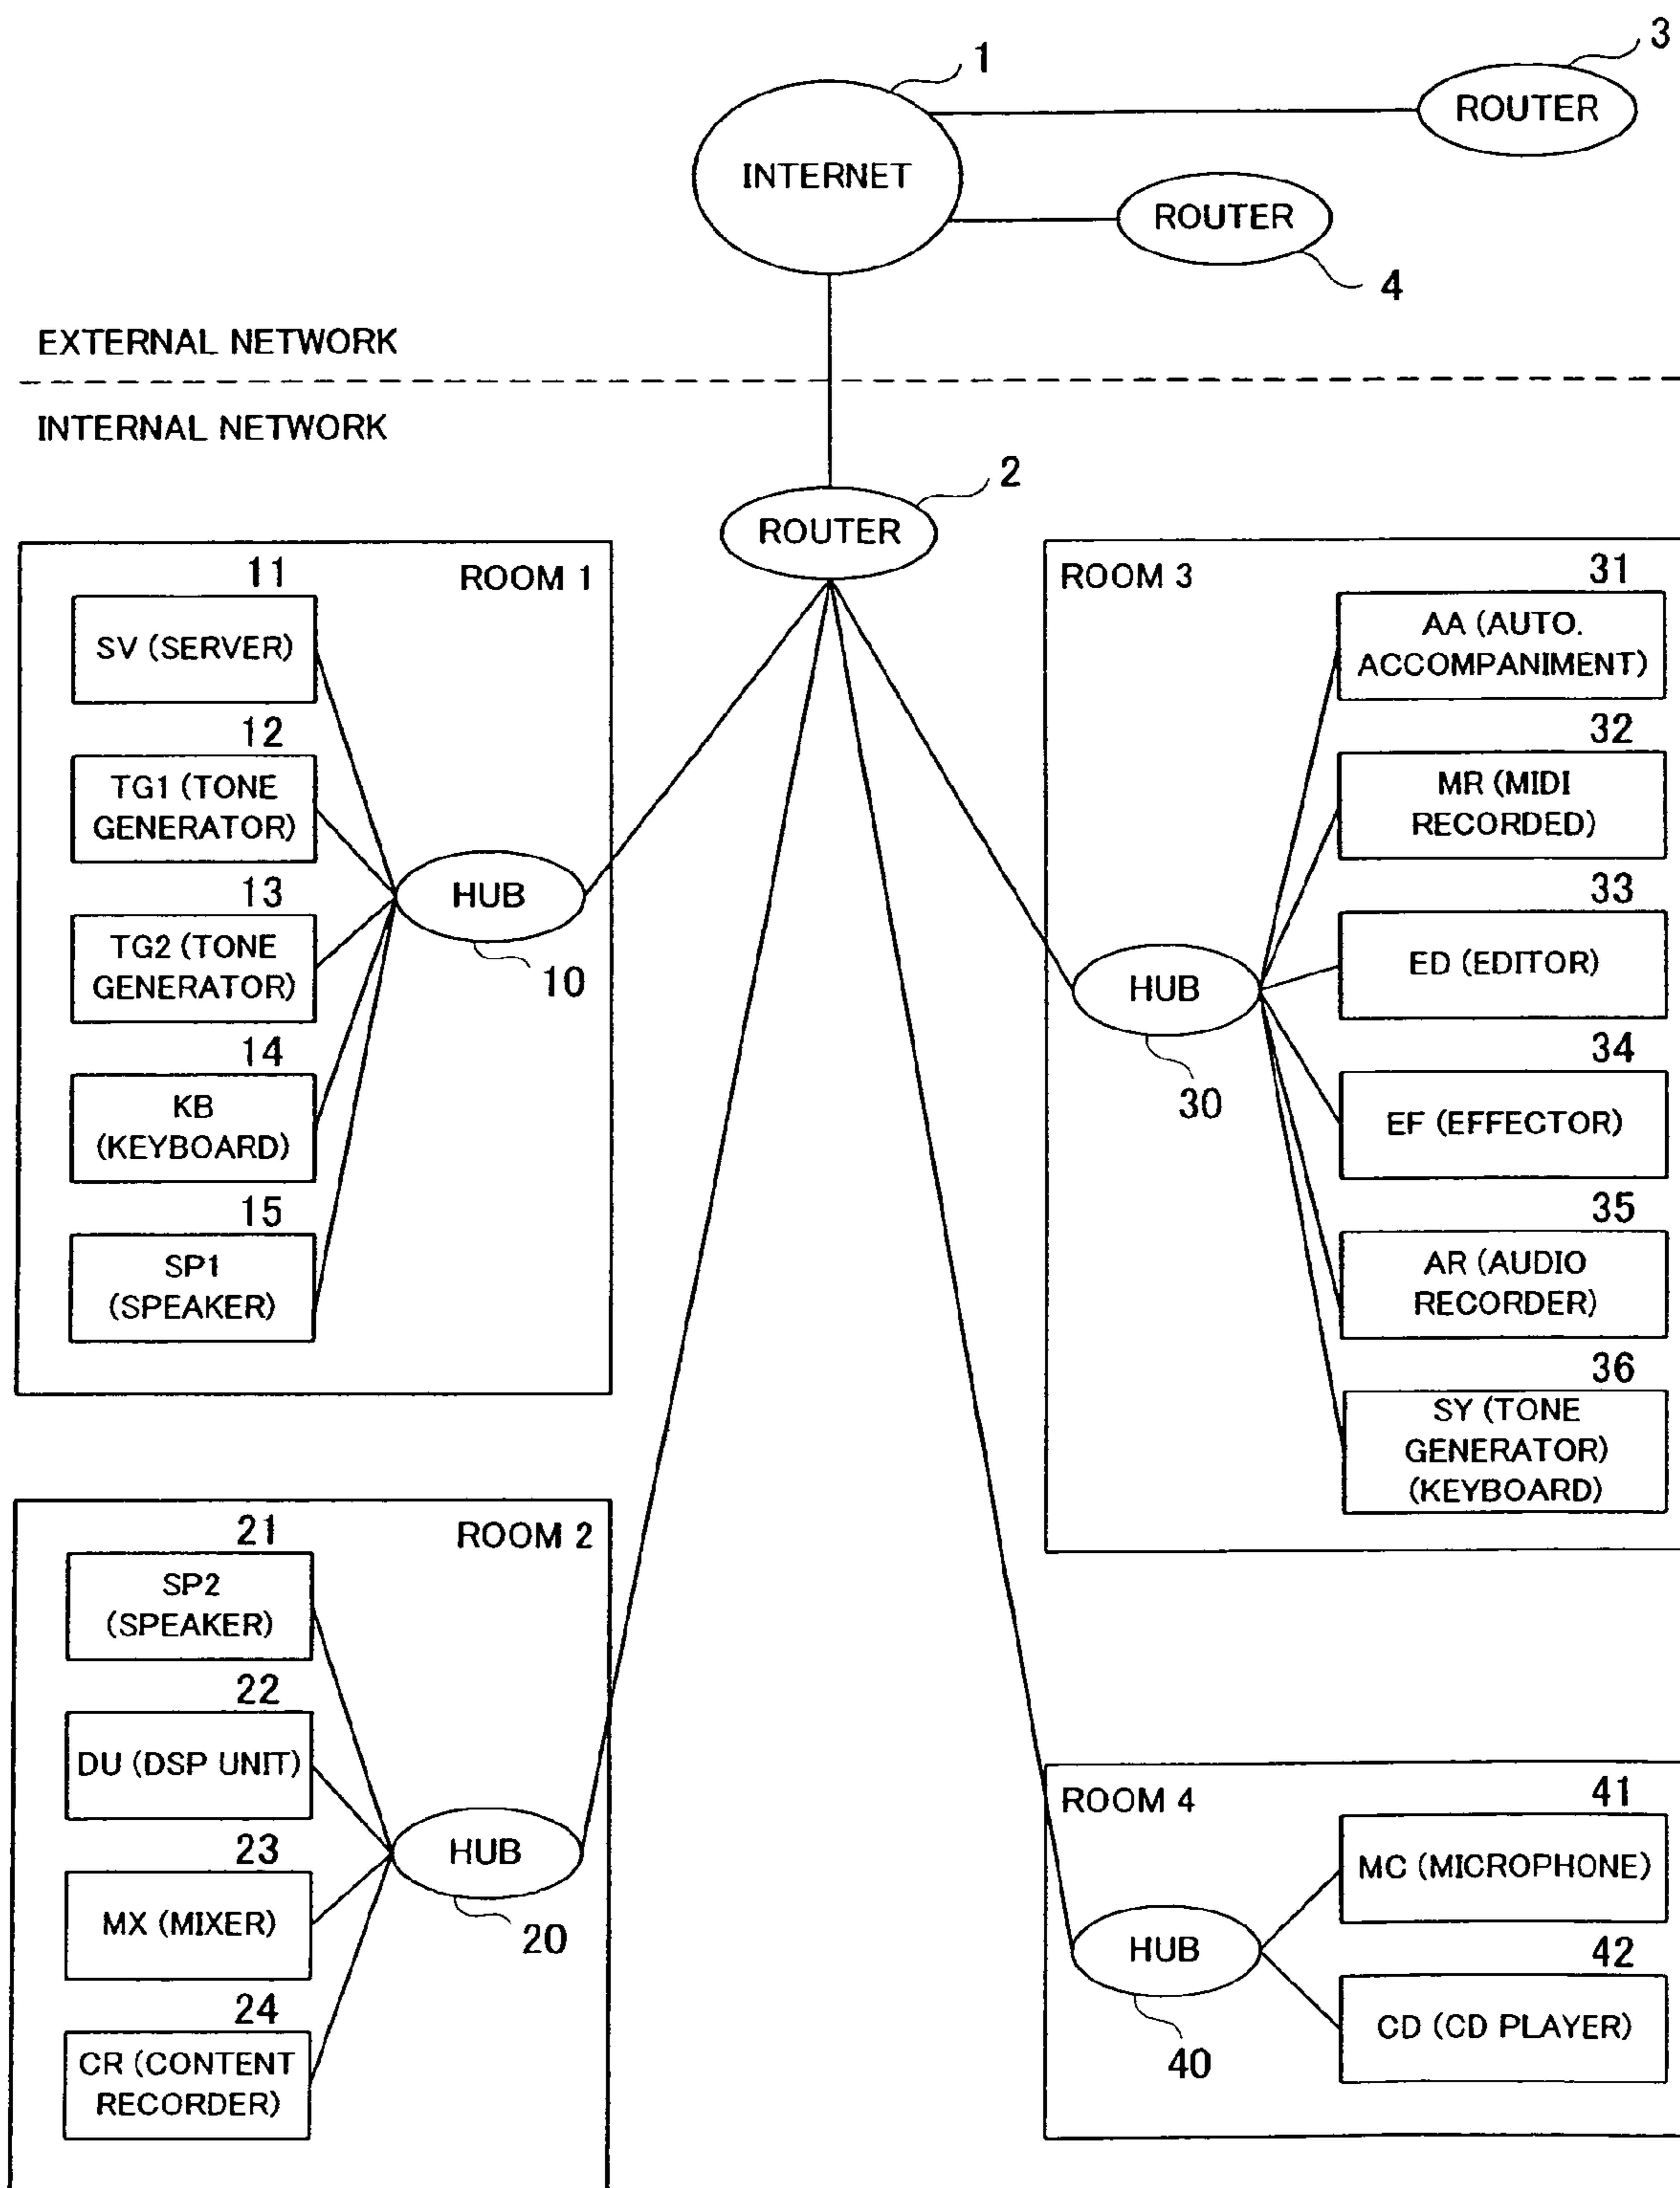 3
1
ROUTER
INTERNET
ROUTER
4
EXTERNAL NETWORK
INTERNAL NETWORK
2
ROUTER
ROOM 1
11
SV (SERVER)
12
TG1 (TONE
GENERATOR)
13
TG2 (TONE
GENERATOR)
14
KB
(KEYBOARD)
15
SP1
(SPEAKER)
HUB
10
ROOM 2
21
SP2
(SPEAKER)
22
DU (DSP UNIT)
23
MX (MIXER)
24
CR (CONTENT
RECORDER)
HUB
20
ROOM 3
31
AA (AUTO.
ACCOMPANIMENT)
32
MR (MIDI
RECORDED)
33
ED (EDITOR)
34
EF (EFFECTOR)
35
AR (AUDIO
RECORDER)
36
SY (TONE
GENERATOR)
(KEYBOARD)
HUB
30
ROOM 4
41
MC (MICROPHONE)
42
CD (CD PLAYER)
HUB
40